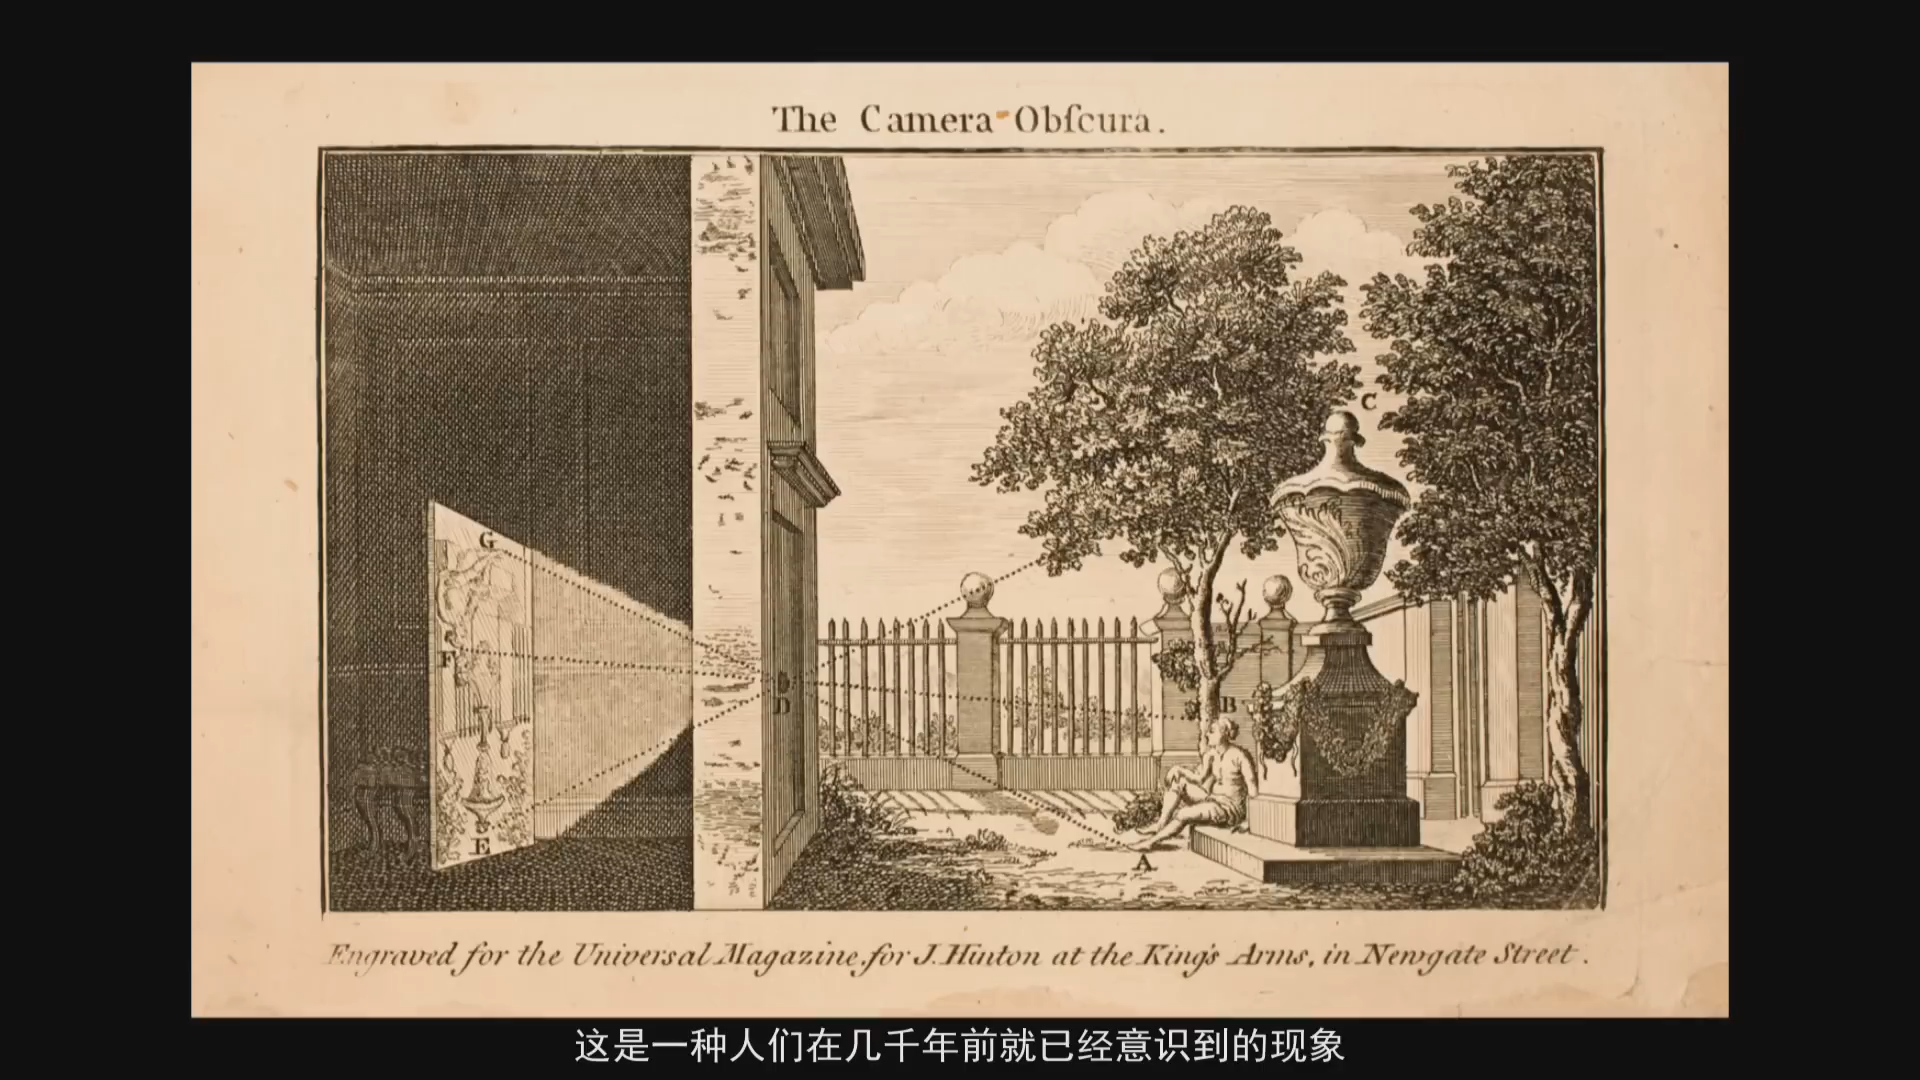 The Camera Obſcura.
C
G
F
D
B
E
A
Engraved for the Universal Magazine, for J. Hinton at the King's Arms, in Newgate Street.
这是一种人们在几千年前就已经意识到的现象